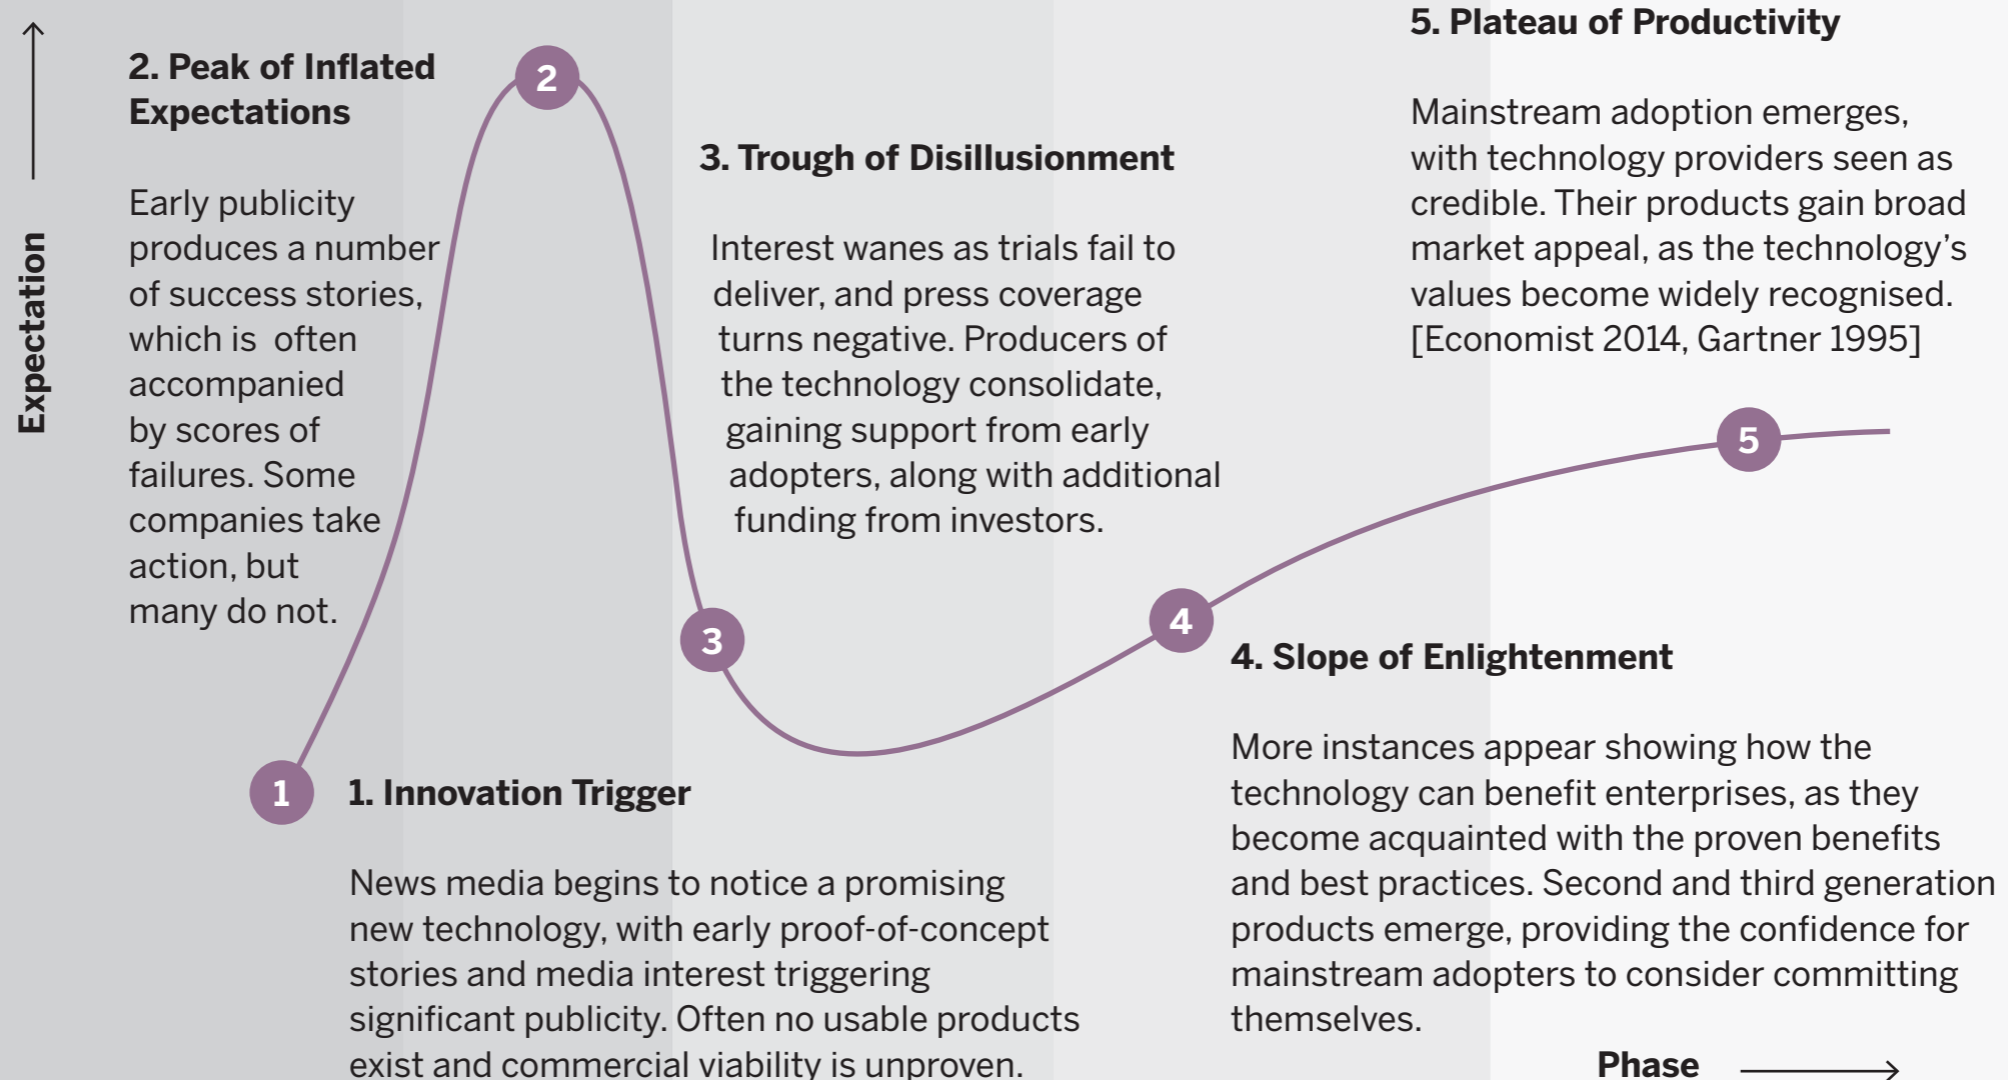 Expectation
2. Peak of Inflated
Expectations
Early publicity
produces a number
of success stories,
which is  often
accompanied
by scores of
failures. Some
companies take
action, but
many do not.
2
3. Trough of Disillusionment
Interest wanes as trials fail to
deliver, and press coverage
turns negative. Producers of
the technology consolidate,
gaining support from early
adopters, along with additional
funding from investors.
5. Plateau of Productivity
Mainstream adoption emerges,
with technology providers seen as
credible. Their products gain broad
market appeal, as the technology’s
values become widely recognised.
[Economist 2014, Gartner 1995]
5
3
4
4. Slope of Enlightenment
More instances appear showing how the
technology can benefit enterprises, as they
become acquainted with the proven benefits
and best practices. Second and third generation
products emerge, providing the confidence for
mainstream adopters to consider committing
themselves.
1
1. Innovation Trigger
News media begins to notice a promising
new technology, with early proof-of-concept
stories and media interest triggering
significant publicity. Often no usable products
exist and commercial viability is unproven.
Phase